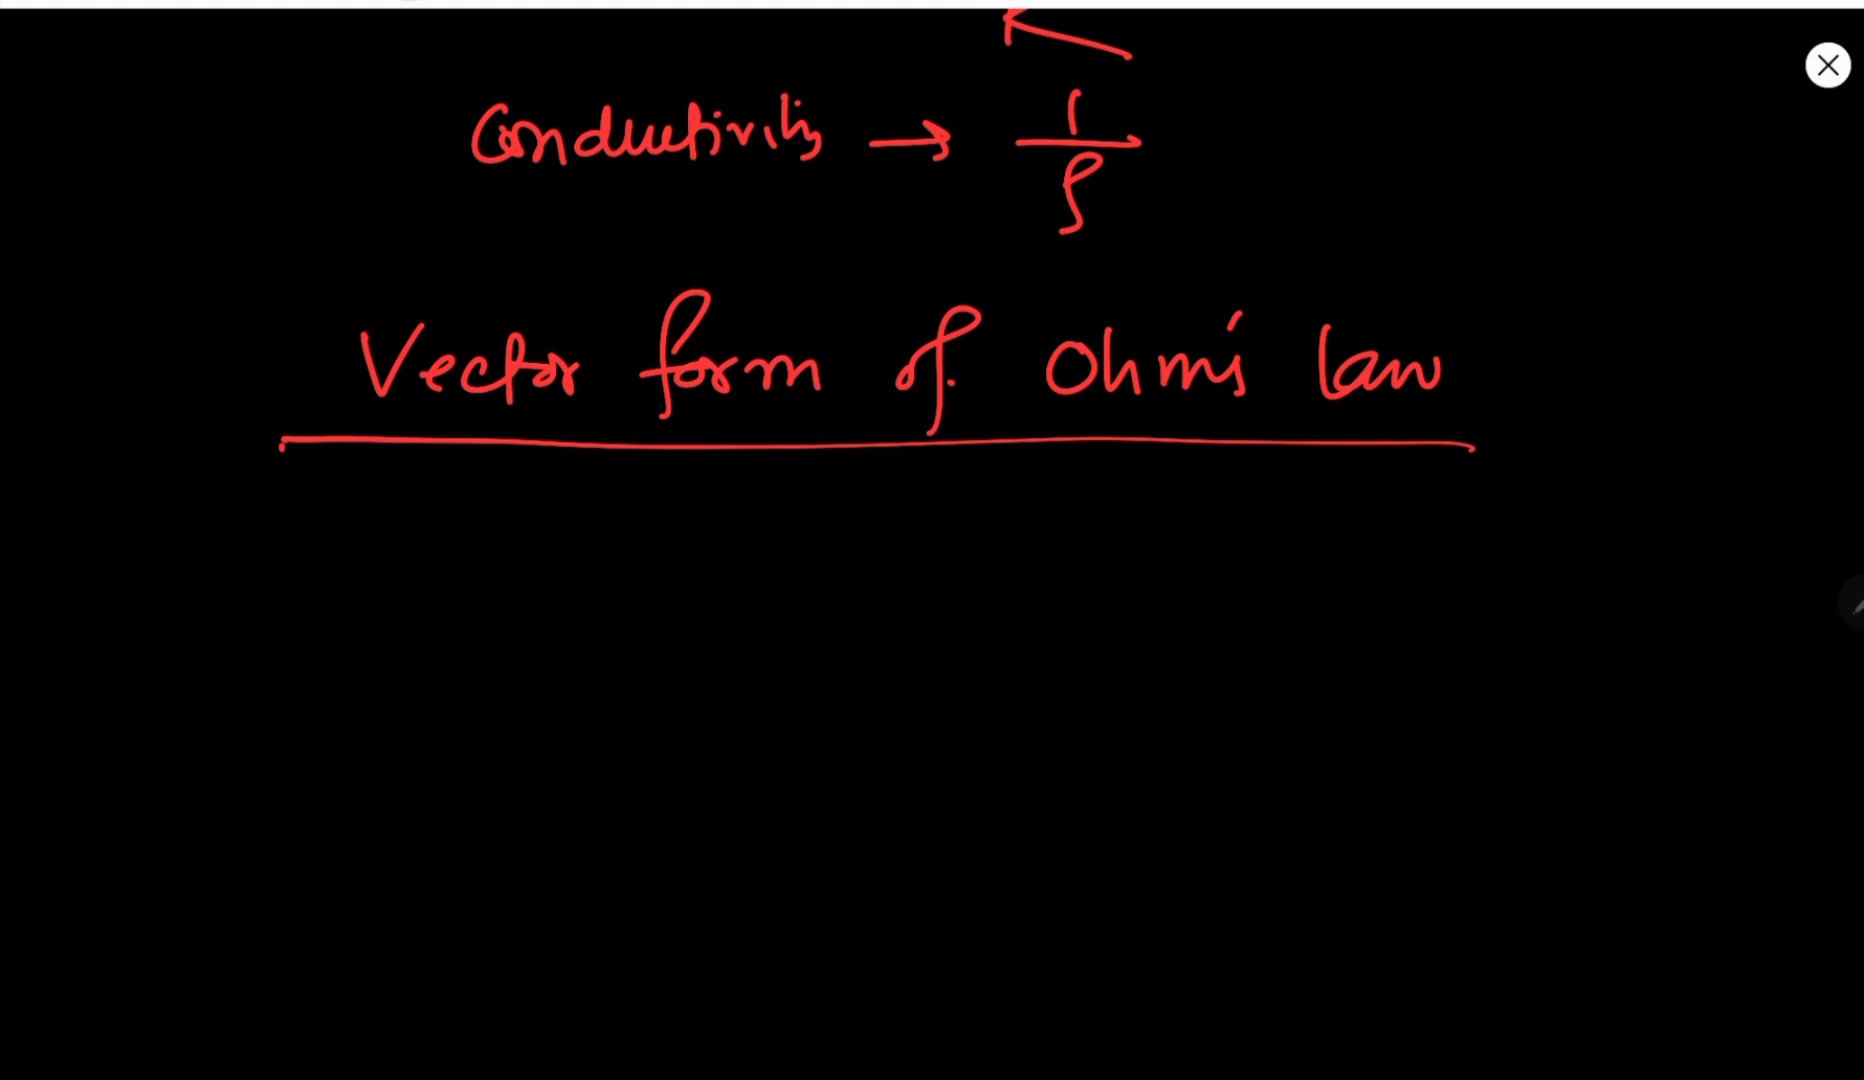 Conductivity → 1/ρ
Vector form of Ohm's law